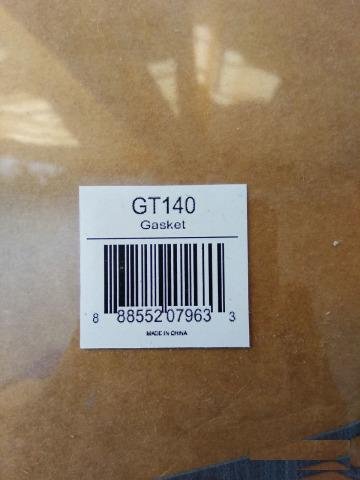 GT140
Gasket
8 88552 07963 3
MADE IN CHINA